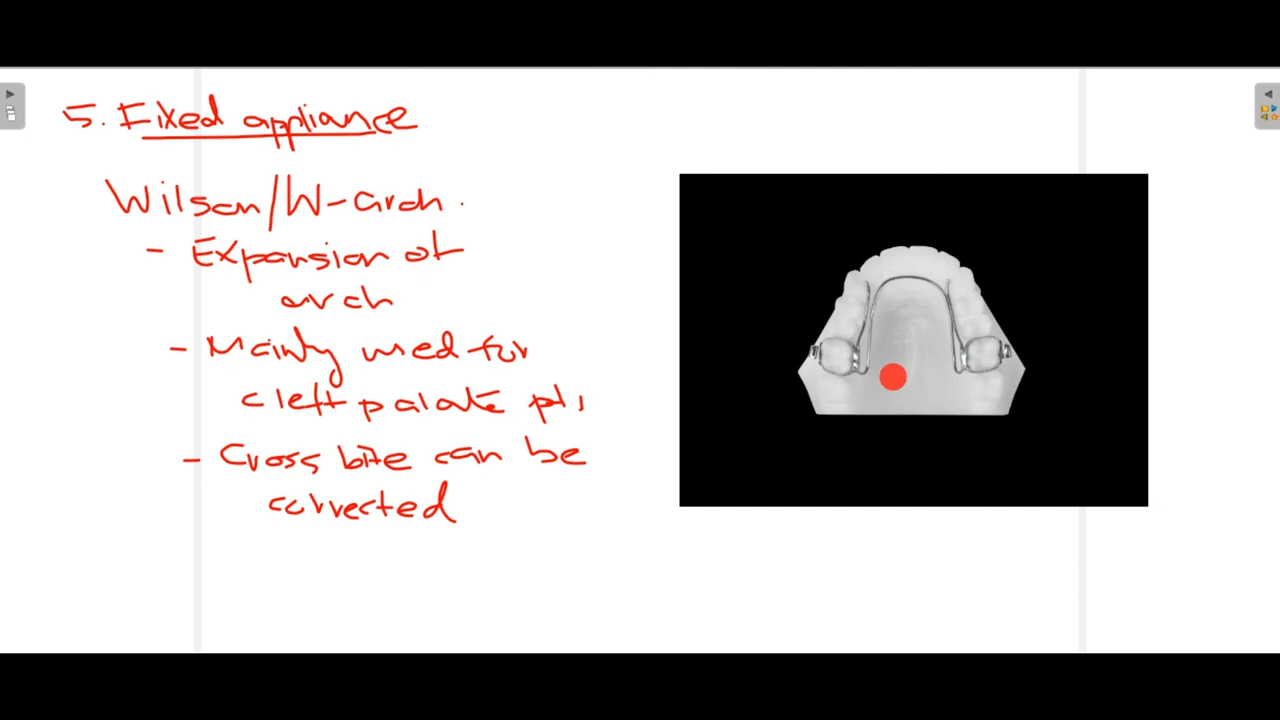 5. Fixed appliance
Wilson/W-arch.
- Expansion of
arch
- Mainly used for
cleft palate pt,
- Cross bite can be
corrected